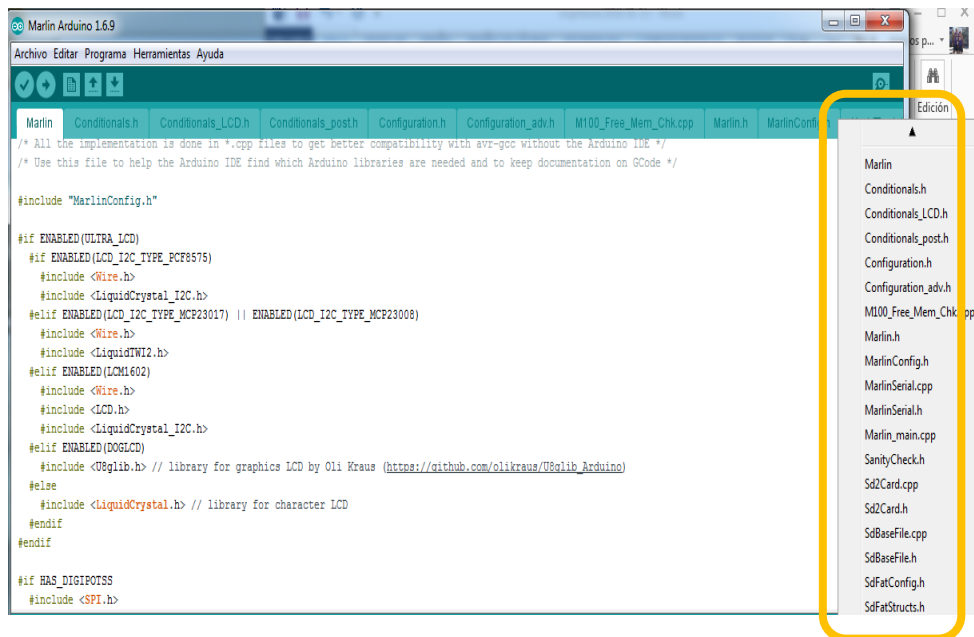 Marlin Arduino 1.6.9
os p...
Archivo Editar Programa Herramientas Ayuda
Edición
Marlin Conditionals.h Conditionals_LCD.h Conditionals_post.h Configuration.h Configuration_adv.h M100_Free_Mem_Chk.cpp Marlin.h MarlinConfig.h
/* All the implementation is done in *.cpp files to get better compatibility with avr-gcc without the Arduino IDE */
/* Use this file to help the Arduino IDE find which Arduino libraries are needed and to keep documentation on GCode */
#include "MarlinConfig.h"
#if ENABLED(ULTRA_LCD)
#if ENABLED(LCD_I2C_TYPE_PCF8575)
#include <Wire.h>
#include <LiquidCrystal_I2C.h>
#elif ENABLED(LCD_I2C_TYPE_MCP23017) || ENABLED(LCD_I2C_TYPE_MCP23008)
#include <Wire.h>
#include <LiquidTWI2.h>
#elif ENABLED(LCM1602)
#include <Wire.h>
#include <LCD.h>
#include <LiquidCrystal_I2C.h>
#elif ENABLED(DOGLCD)
#include <U8glib.h> // library for graphics LCD by Oli Kraus (https://github.com/olikraus/U8glib_Arduino)
#else
#include <LiquidCrystal.h> // library for character LCD
#endif
#endif
#if HAS_DIGIPOTSS
#include <SPI.h>
Marlin
Conditionals.h
Conditionals_LCD.h
Conditionals_post.h
Configuration.h
Configuration_adv.h
M100_Free_Mem_Chk.cpp
Marlin.h
MarlinConfig.h
MarlinSerial.cpp
MarlinSerial.h
Marlin_main.cpp
SanityCheck.h
Sd2Card.cpp
Sd2Card.h
SdBaseFile.cpp
SdBaseFile.h
SdFatConfig.h
SdFatStructs.h